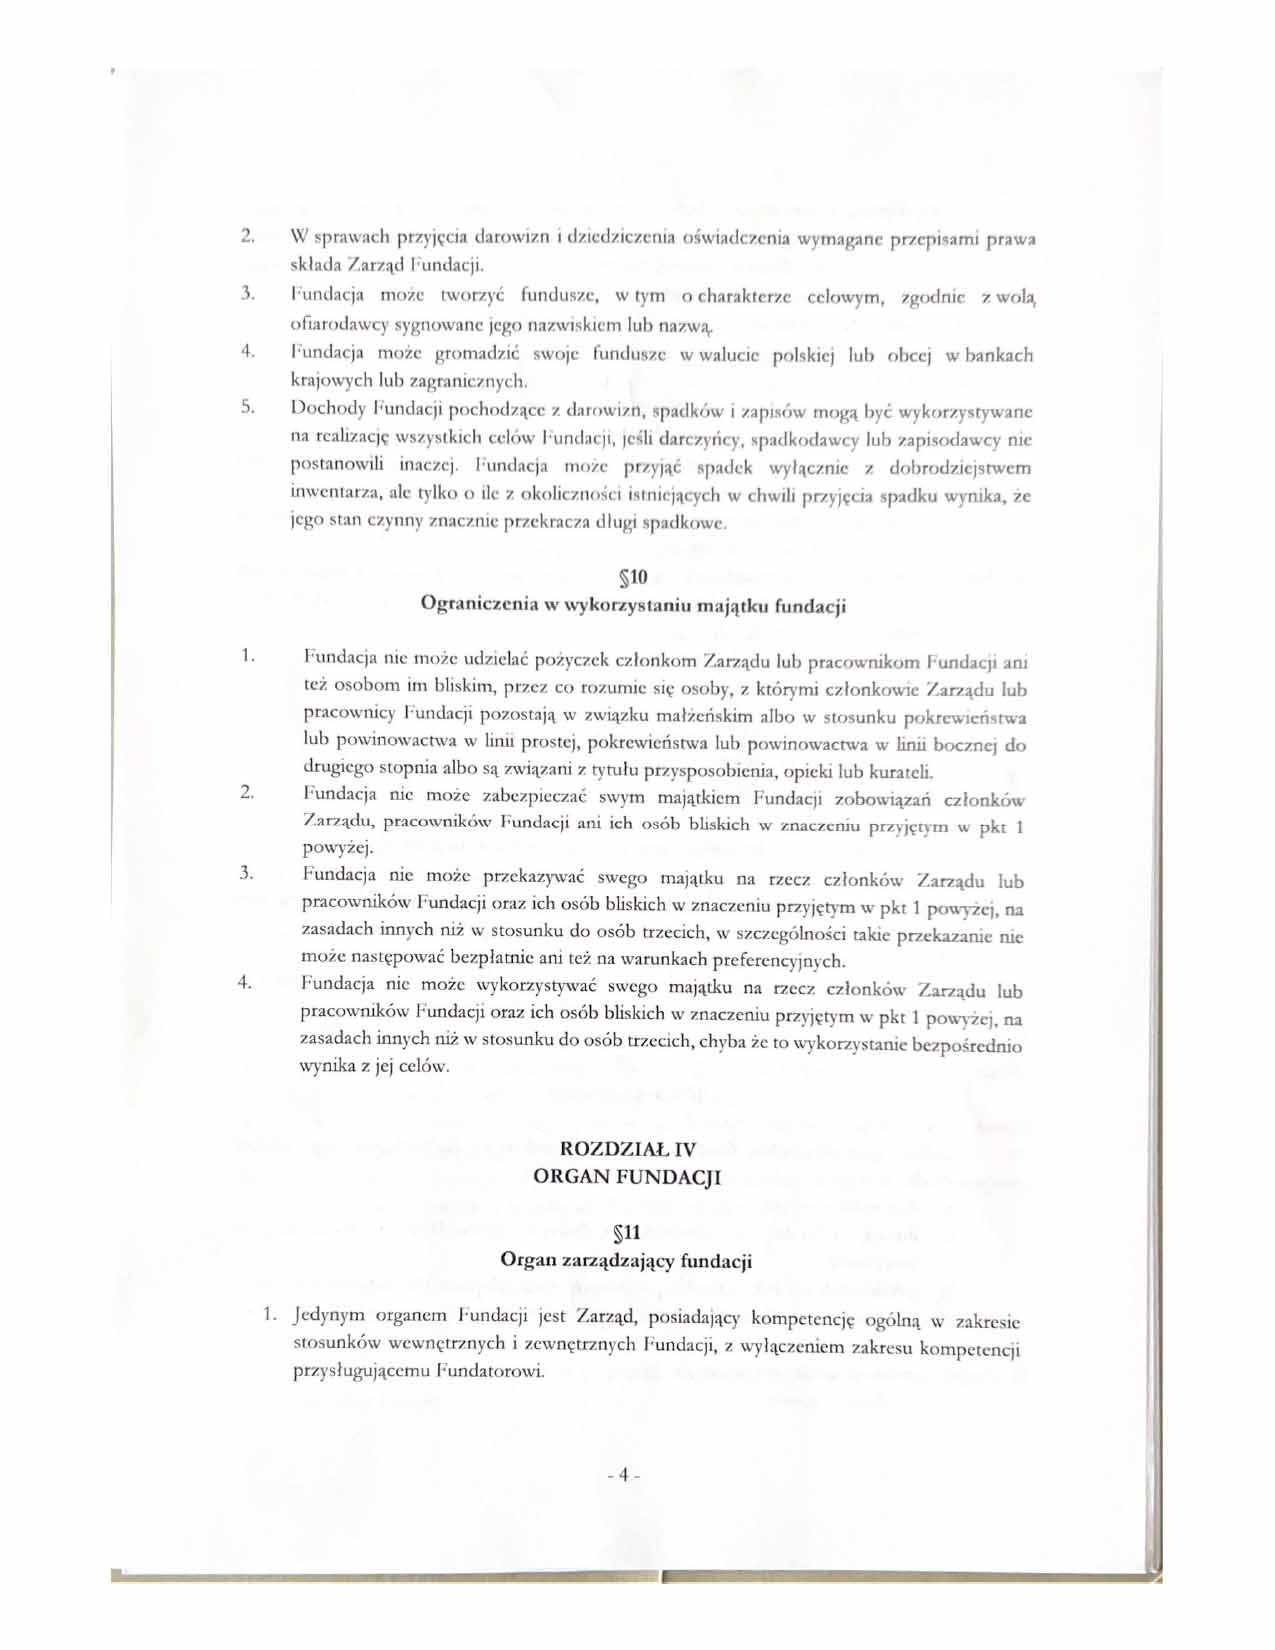 2. W sprawach przyjęcia darowizn i dziedziczenia oświadczenia wymagane przepisami prawa
składa Zarząd Fundacji.
3. Fundacja może tworzyć fundusze, w tym o charakterze celowym, zgodnie z wolą
ofiarodawcy sygnowane jego nazwiskiem lub nazwą.
4. Fundacja może gromadzić swoje fundusze w walucie polskiej lub obcej w bankach
krajowych lub zagranicznych.
5. Dochody Fundacji pochodzące z darowizn, spadków i zapisów mogą być wykorzystywane
na realizację wszystkich celów Fundacji, jeśli darczyńcy, spadkodawcy lub zapisodawcy nie
postanowili inaczej. Fundacja może przyjąć spadek wyłącznie z dobrodziejstwem
inwentarza, ale tylko o ile z okoliczności istniejących w chwili przyjęcia spadku wynika, że
jego stan czynny znacznie przekracza długi spadkowe.
§10
Ograniczenia w wykorzystaniu majątku fundacji
1. Fundacja nie może udzielać pożyczek członkom Zarządu lub pracownikom Fundacji ani
też osobom im bliskim, przez co rozumie się osoby, z którymi członkowie Zarządu lub
pracownicy Fundacji pozostają w związku małżeńskim albo w stosunku pokrewieństwa
lub powinowactwa w linii prostej, pokrewieństwa lub powinowactwa w linii bocznej do
drugiego stopnia albo są związani z tytułu przysposobienia, opieki lub kurateli.
2. Fundacja nie może zabezpieczać swym majątkiem Fundacji zobowiązań członków
Zarządu, pracowników Fundacji ani ich osób bliskich w znaczeniu przyjętym w pkt 1
powyżej.
3. Fundacja nie może przekazywać swego majątku na rzecz członków Zarządu lub
pracowników Fundacji oraz ich osób bliskich w znaczeniu przyjętym w pkt 1 powyżej, na
zasadach innych niż w stosunku do osób trzecich, w szczególności takie przekazanie nie
może następować bezpłatnie ani też na warunkach preferencyjnych.
4. Fundacja nie może wykorzystywać swego majątku na rzecz członków Zarządu lub
pracowników Fundacji oraz ich osób bliskich w znaczeniu przyjętym w pkt 1 powyżej, na
zasadach innych niż w stosunku do osób trzecich, chyba że to wykorzystanie bezpośrednio
wynika z jej celów.
ROZDZIAŁ IV
ORGAN FUNDACJI
§11
Organ zarządzający fundacji
1. Jedynym organem Fundacji jest Zarząd, posiadający kompetencję ogólną w zakresie
stosunków wewnętrznych i zewnętrznych Fundacji, z wyłączeniem zakresu kompetencji
przysługującemu Fundatorowi.
- 4 -